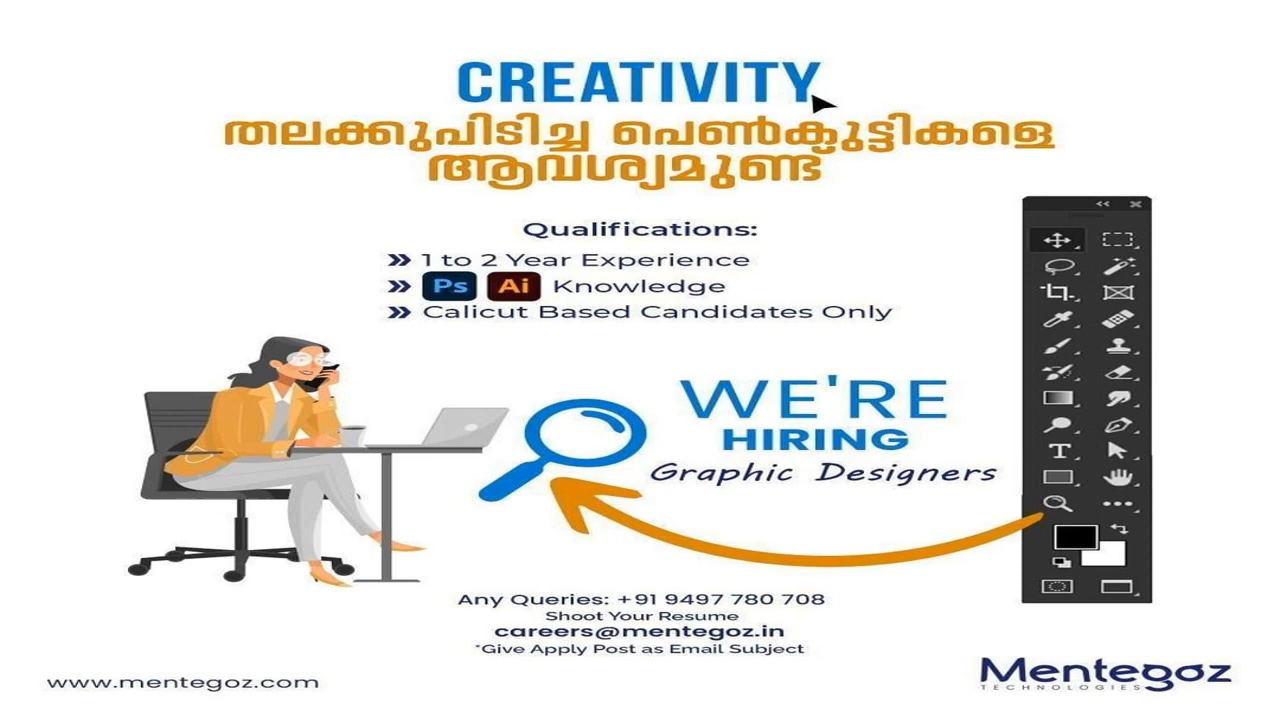 CREATIVITY
തലക്കുപിടിച്ച പെൺകുട്ടികളെ
ആവശ്യമുണ്ട്
Qualifications:
» 1 to 2 Year Experience
» Ps Ai Knowledge
» Calicut Based Candidates Only
WE'RE
HIRING
Graphic Designers
T
Any Queries: +91 9497 780 708
Shoot Your Resume
careers@mentegoz.in
*Give Apply Post as Email Subject
www.mentegoz.com
Mentegoz
TECHNOLOGIES